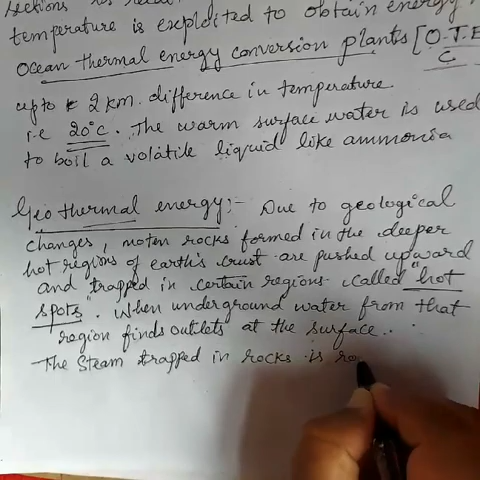 temperature is exploited to obtain energy
Ocean thermal energy conversion plants [O.T.E
C
upto 2 km. difference in temperature
i.e 20°C. The warm surface water is used
to boil a volatile liquid like ammonia
Geothermal energy:- Due to geological
changes, moten rocks formed in the deeper
hot regions of earth's crust are pushed upward
and trapped in certain regions called "hot
spots". When underground water from that
region finds outlets at the surface.
The Steam trapped in rocks is ro